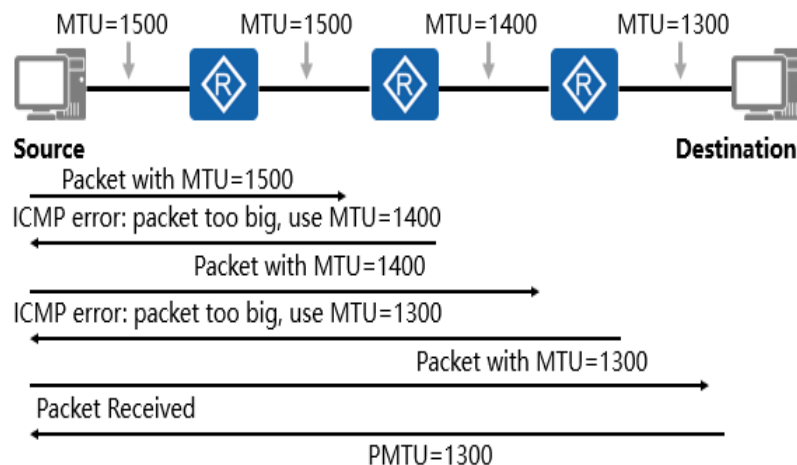 MTU=1500 MTU=1500 MTU=1400 MTU=1300
R R R
Source Destination
Packet with MTU=1500
ICMP error: packet too big, use MTU=1400
Packet with MTU=1400
ICMP error: packet too big, use MTU=1300
Packet with MTU=1300
Packet Received
PMTU=1300